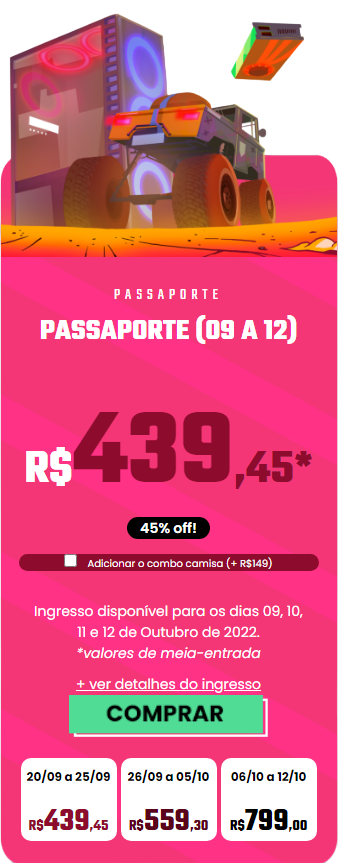 PASSAPORTE
PASSAPORTE (09 A 12)
R$439,45*
45% off!
Adicionar o combo camisa (+ R$149)
Ingresso disponível para os dias 09, 10,
11 e 12 de Outubro de 2022.
*valores de meia-entrada
+ ver detalhes do ingresso
COMPRAR
20/09 a 25/09 26/09 a 05/10 06/10 a 12/10
R$439,45 R$559,30 R$799,00